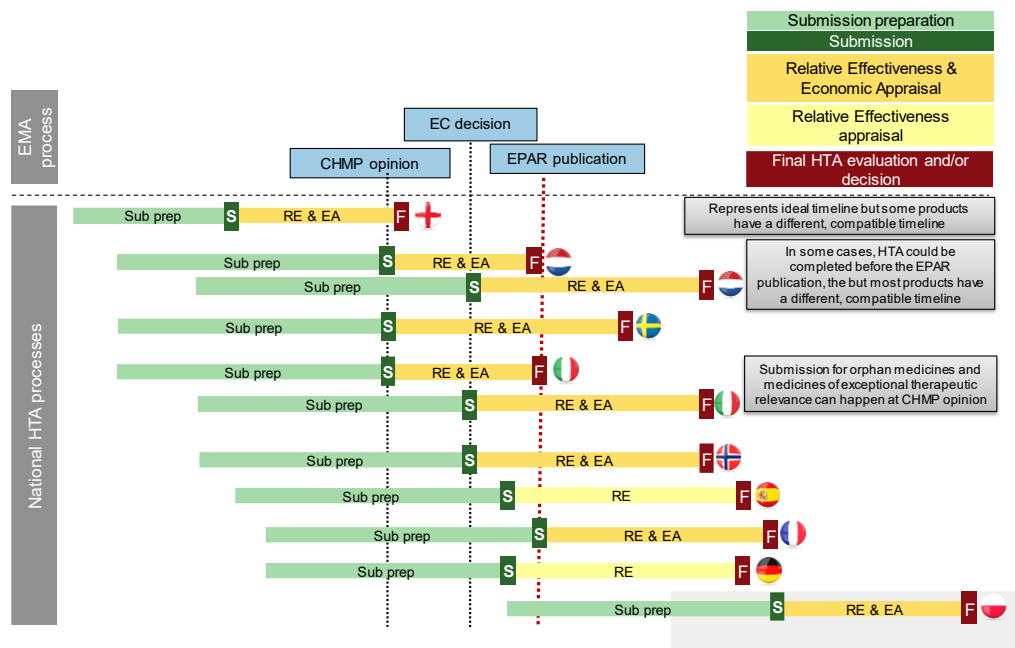 Submission preparation
Submission
Relative Effectiveness &
Economic Appraisal
Relative Effectiveness
appraisal
Final HTA evaluation and/or
decision
EMA
process
EC decision
CHMP opinion
EPAR publication
National HTA processes
Sub prep S RE & EA F
Represents ideal timeline but some products
have a different, compatible timeline
Sub prep S RE & EA F
Sub prep S RE & EA F
In some cases, HTA could be
completed before the EPAR
publication, the but most products have
a different, compatible timeline
Sub prep S RE & EA F
Sub prep S RE & EA F
Sub prep S RE & EA F
Submission for orphan medicines and
medicines of exceptional therapeutic
relevance can happen at CHMP opinion
Sub prep S RE & EA F
Sub prep S RE F
Sub prep S RE & EA F
Sub prep S RE F
Sub prep S RE & EA F